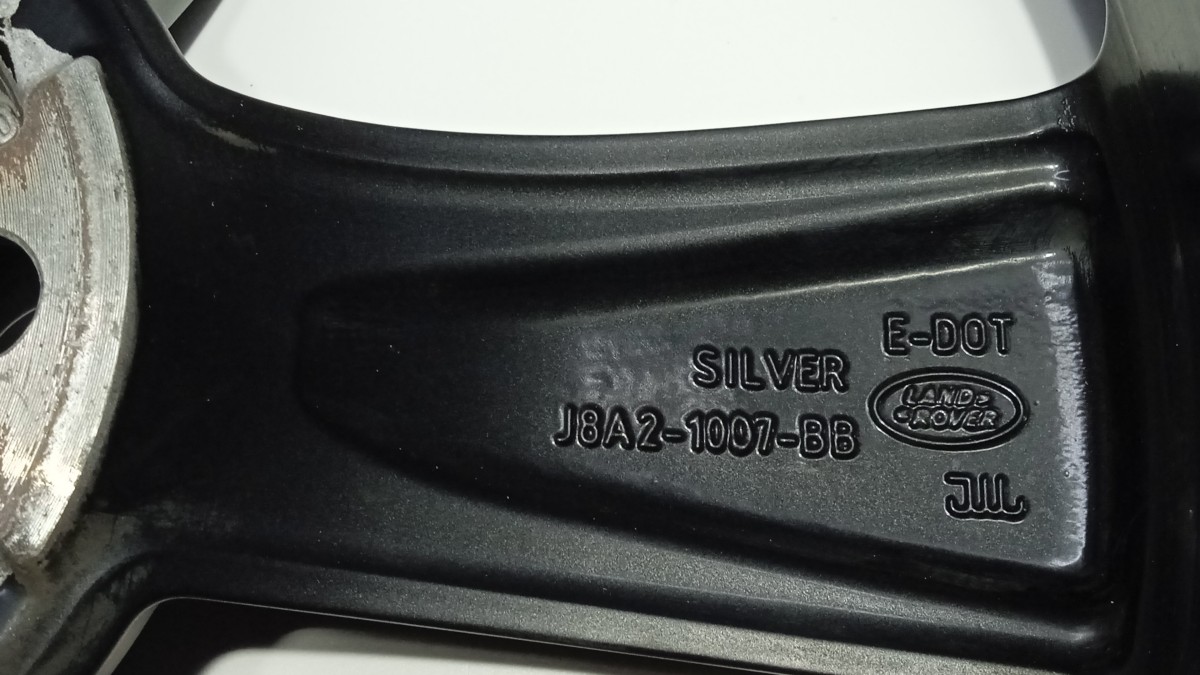 E-DOT
SILVER
LAND
ROVER
J8A2-1007-BB
JWL